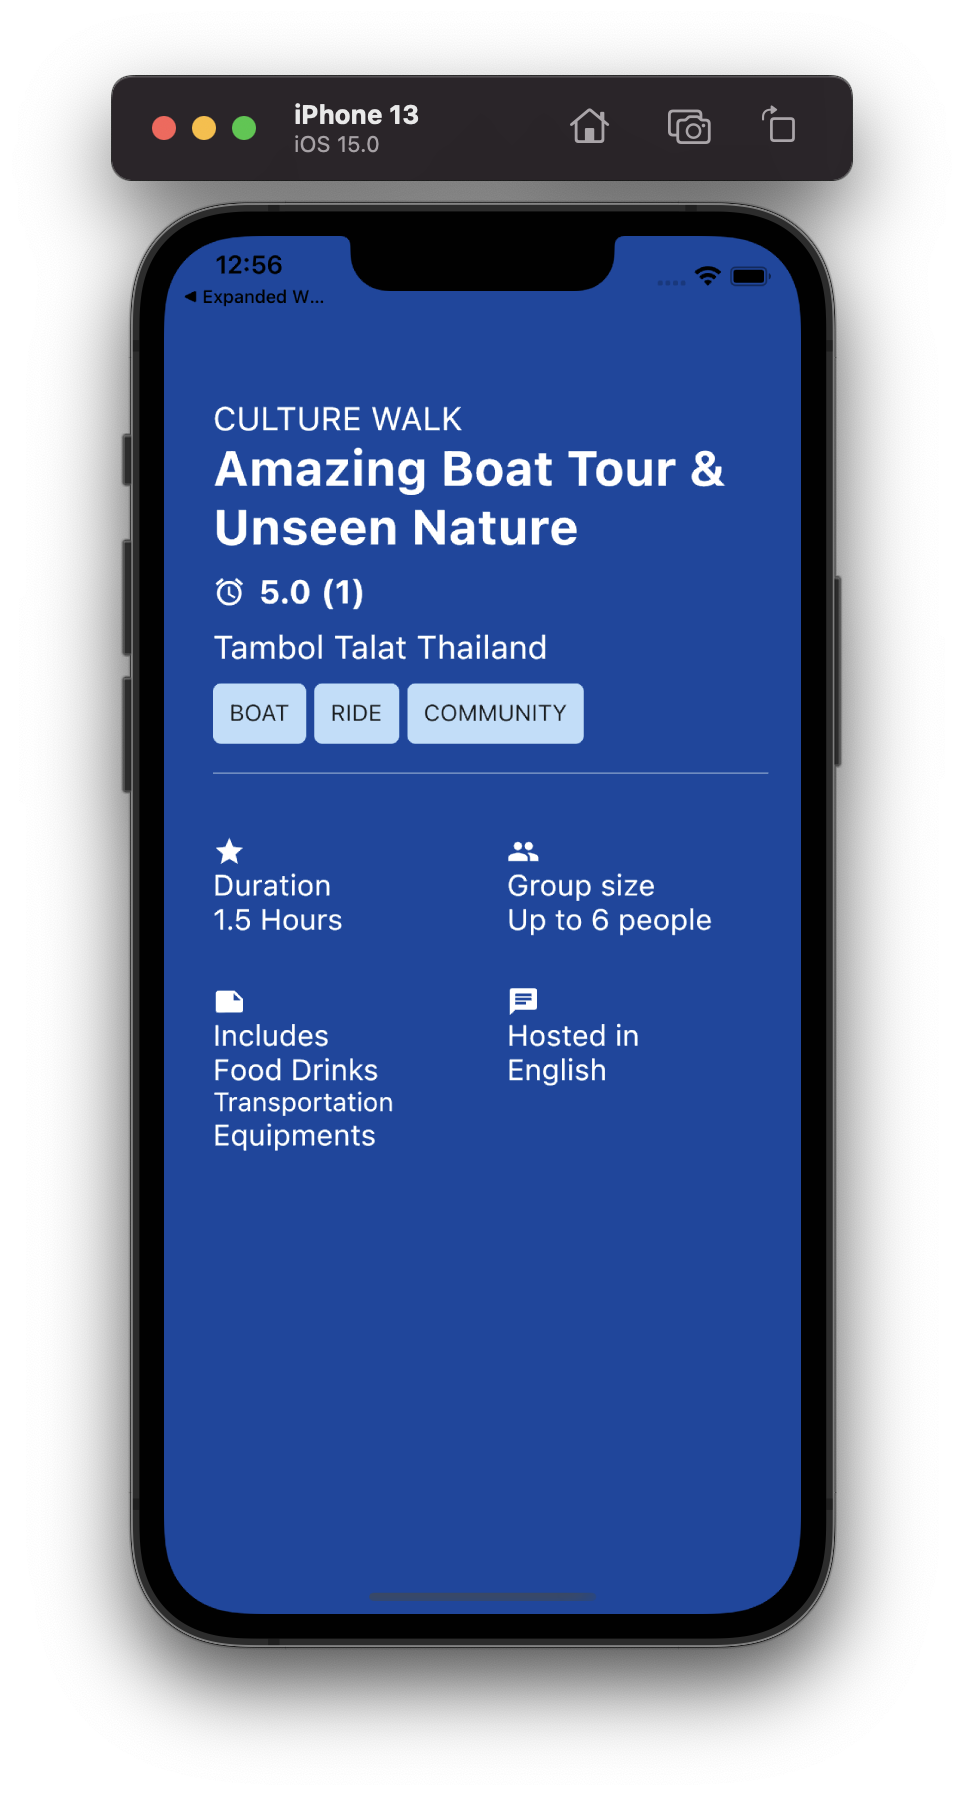 iPhone 13
iOS 15.0
12:56
◀ Expanded W...
CULTURE WALK
Amazing Boat Tour &
Unseen Nature
5.0 (1)
Tambol Talat Thailand
BOAT RIDE COMMUNITY
Duration
1.5 Hours
Group size
Up to 6 people
Includes
Food Drinks
Transportation
Equipments
Hosted in
English